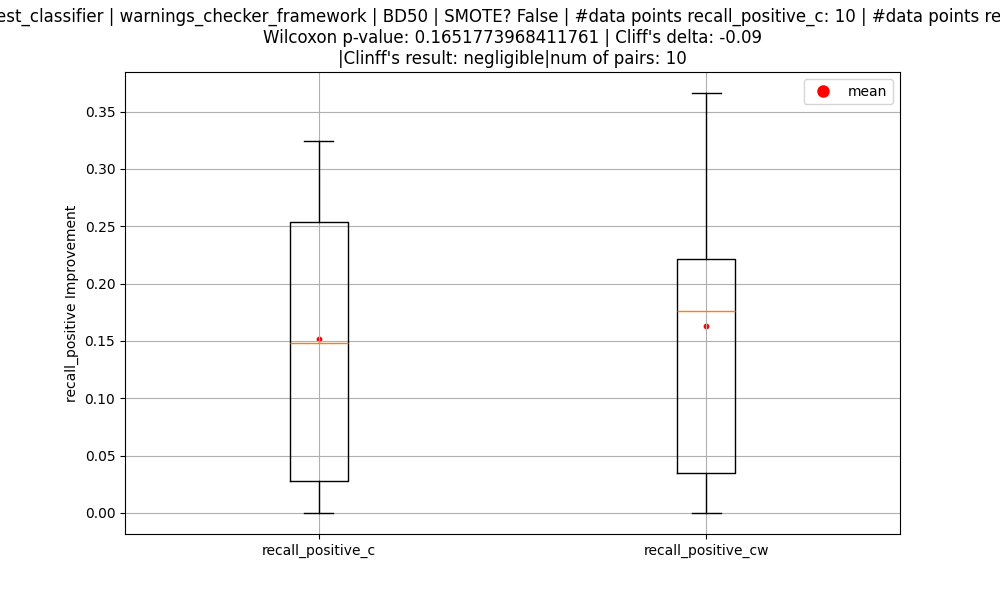 est_classifier | warnings_checker_framework | BD50 | SMOTE? False | #data points recall_positive_c: 10 | #data points re
Wilcoxon p-value: 0.1651773968411761 | Cliff's delta: -0.09
|Clinff's result: negligible|num of pairs: 10
mean
0.35
0.30
0.25
0.20
0.15
0.10
0.05
0.00
recall_positive Improvement
recall_positive_c
recall_positive_cw